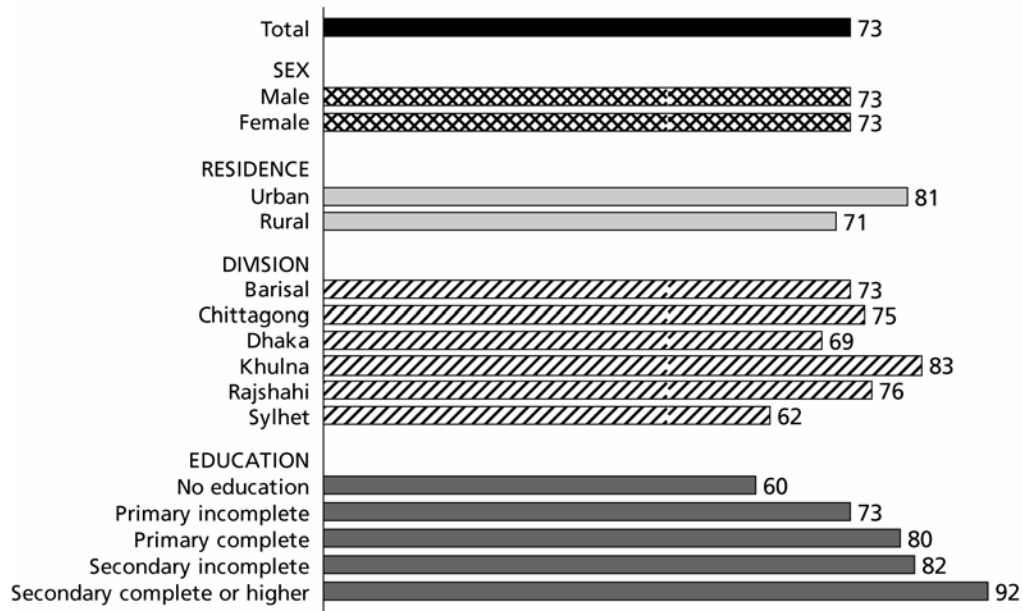 Total 73
SEX
Male 73
Female 73
RESIDENCE
Urban 81
Rural 71
DIVISION
Barisal 73
Chittagong 75
Dhaka 69
Khulna 83
Rajshahi 76
Sylhet 62
EDUCATION
No education 60
Primary incomplete 73
Primary complete 80
Secondary incomplete 82
Secondary complete or higher 92